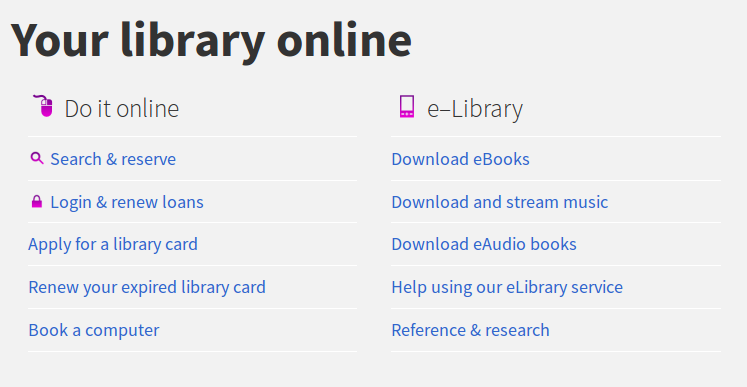 Your library online
Do it online
Search & reserve
Login & renew loans
Apply for a library card
Renew your expired library card
Book a computer
e–Library
Download eBooks
Download and stream music
Download eAudio books
Help using our eLibrary service
Reference & research